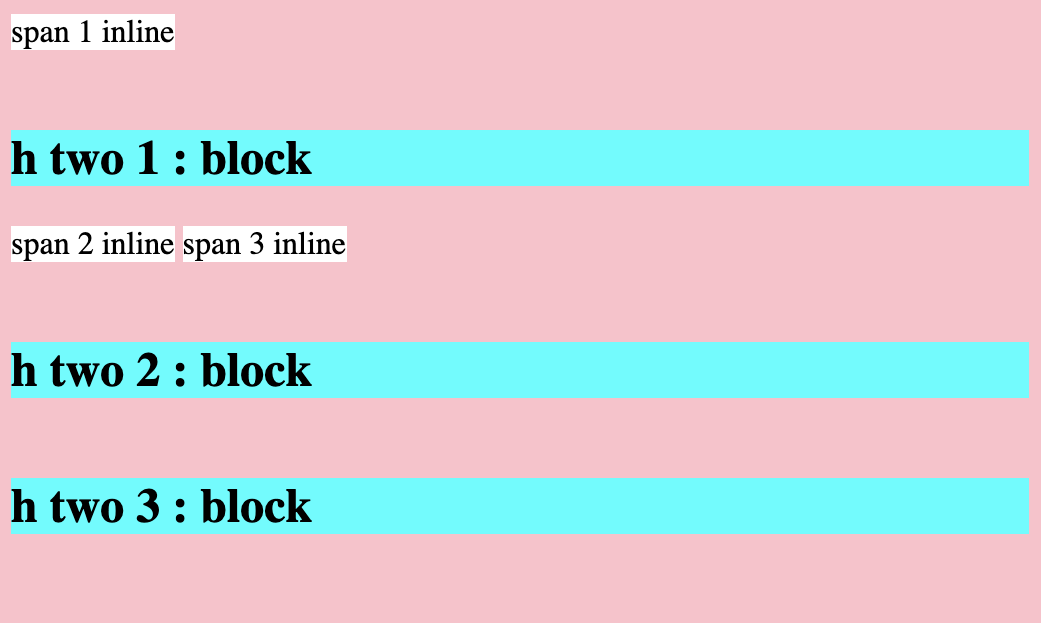 span 1 inline
h two 1 : block
span 2 inline span 3 inline
h two 2 : block
h two 3 : block